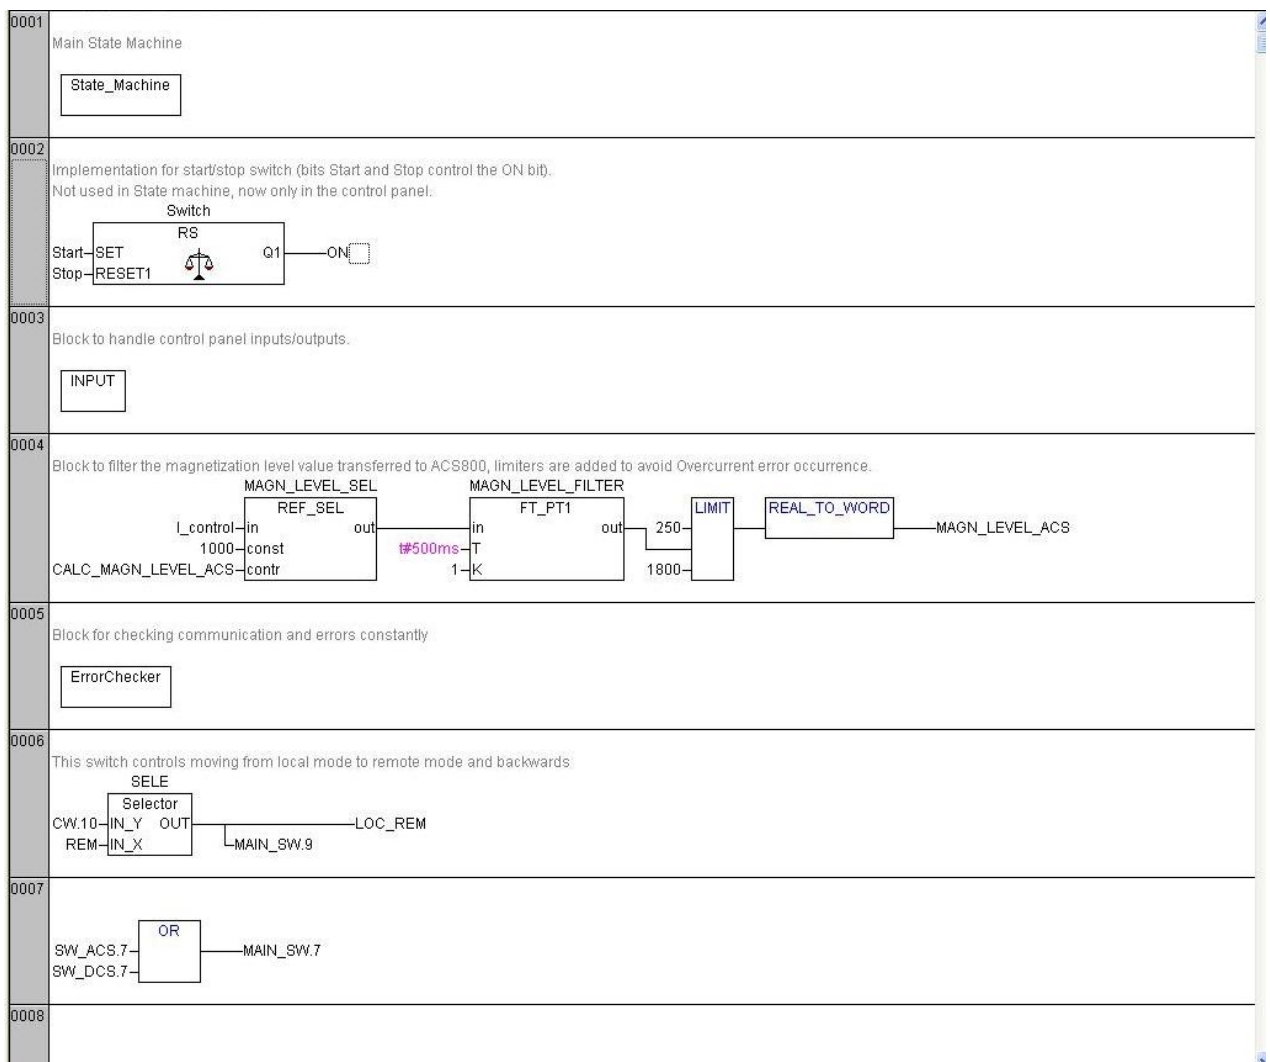 0001
Main State Machine
State_Machine
0002
Implementation for start/stop switch (bits Start and Stop control the ON bit).
Not used in State machine, now only in the control panel.
Switch
RS
Start SET Q1 ON
Stop RESET1
0003
Block to handle control panel inputs/outputs.
INPUT
0004
Block to filter the magnetization level value transferred to ACS800, limiters are added to avoid Overcurrent error occurrence.
MAGN_LEVEL_SEL MAGN_LEVEL_FILTER
REF_SEL FT_PT1 LIMIT REAL_TO_WORD
I_control in out in out 250 MAGN_LEVEL_ACS
1000 const t#500ms T
CALC_MAGN_LEVEL_ACS contr 1 K 1800
0005
Block for checking communication and errors constantly
ErrorChecker
0006
This switch controls moving from local mode to remote mode and backwards
SELE
Selector
CW.10 IN_Y OUT LOC_REM
REM IN_X MAIN_SW.9
0007
OR
SW_ACS.7 MAIN_SW.7
SW_DCS.7
0008